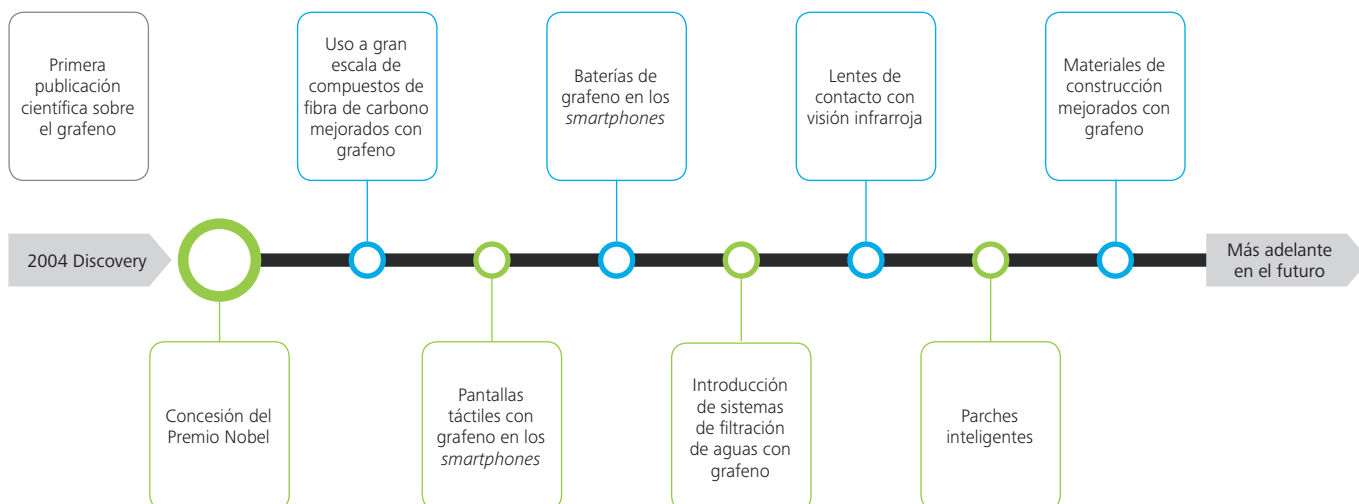 Primera
publicación
científica sobre
el grafeno
Uso a gran
escala de
compuestos de
fibra de carbono
mejorados con
grafeno
Baterías de
grafeno en los
smartphones
Lentes de
contacto con
visión infrarroja
Materiales de
construcción
mejorados con
grafeno
2004 Discovery
Más adelante
en el futuro
Concesión del
Premio Nobel
Pantallas
táctiles con
grafeno en los
smartphones
Introducción
de sistemas
de filtración
de aguas con
grafeno
Parches
inteligentes